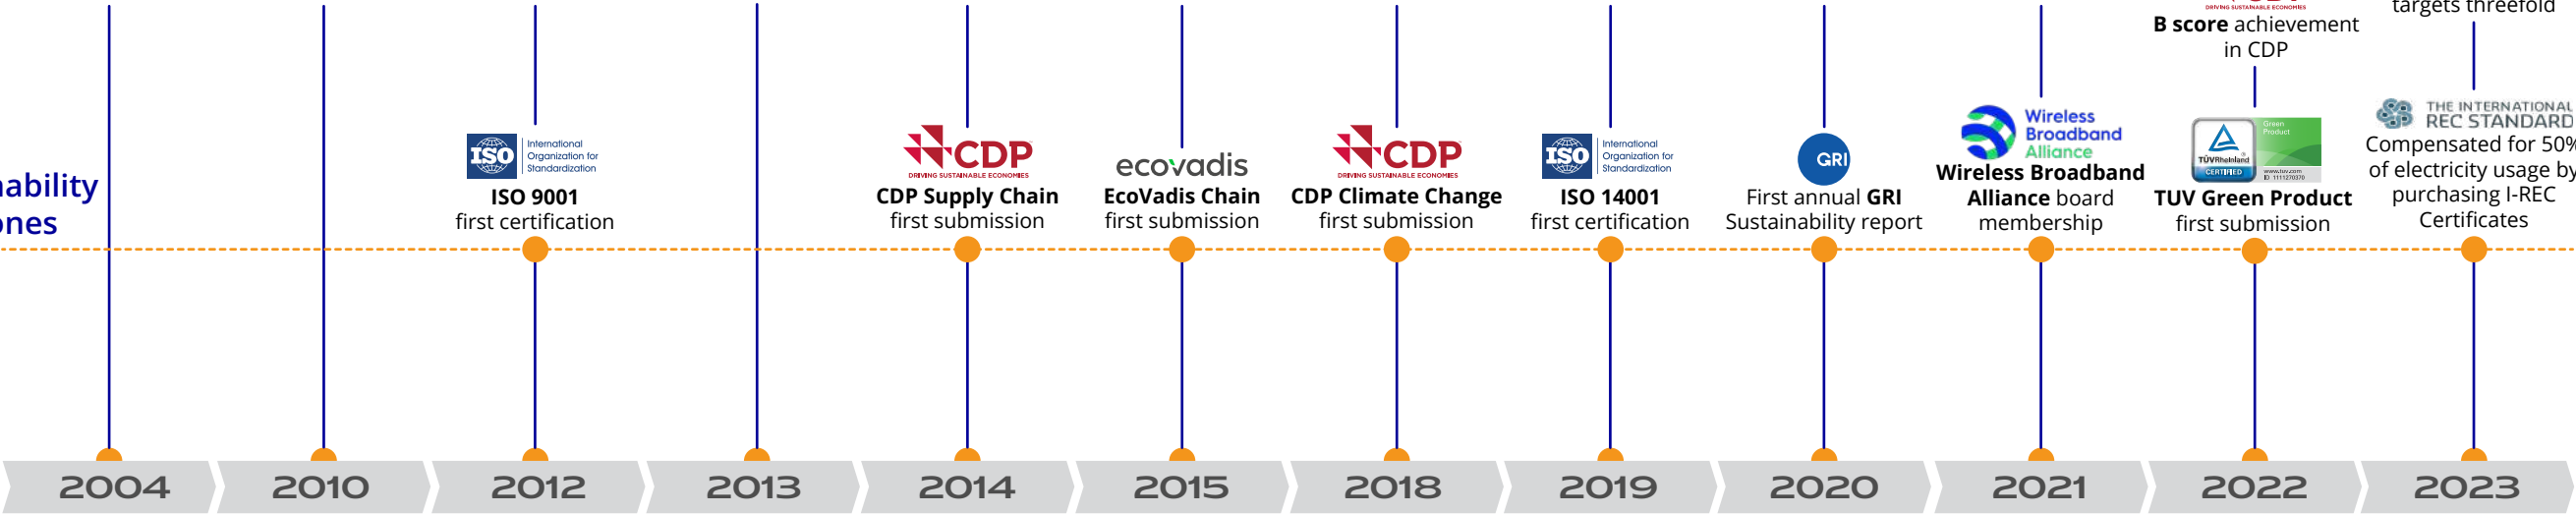 DRIVING SUSTAINABLE ECONOMIES
B score achievement
in CDP
targets threefold
nability
ones
ISO
International
Organization for
Standardization
ISO 9001
first certification
CDP
DRIVING SUSTAINABLE ECONOMIES
CDP Supply Chain
first submission
ecovadis
EcoVadis Chain
first submission
CDP
DRIVING SUSTAINABLE ECONOMIES
CDP Climate Change
first submission
ISO
International
Organization for
Standardization
ISO 14001
first certification
GRI
First annual GRI
Sustainability report
Wireless
Broadband
Alliance
Wireless Broadband
Alliance board
membership
TÜVRheinland
CERTIFIED
Green
Product
www.tuv.com
ID 1111270370
TUV Green Product
first submission
THE INTERNATIONAL
REC STANDARD
Compensated for 50%
of electricity usage by
purchasing I-REC
Certificates
2004
2010
2012
2013
2014
2015
2018
2019
2020
2021
2022
2023